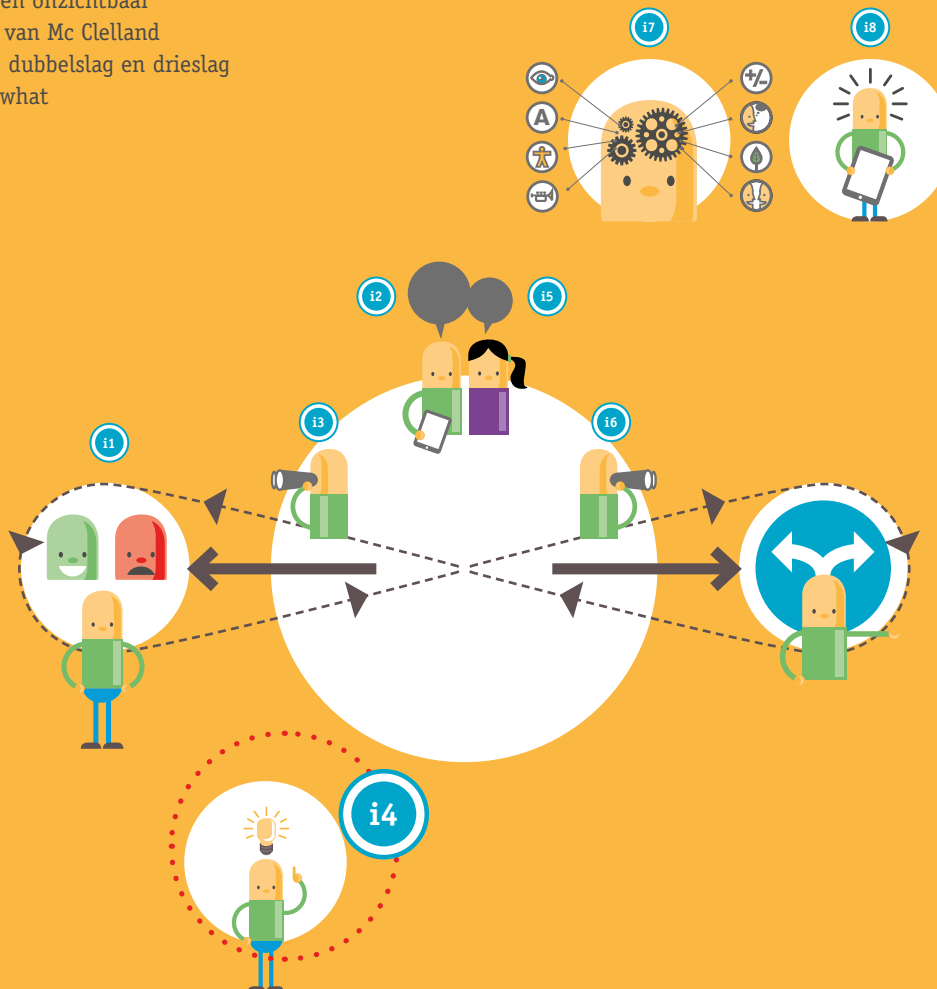 en onzichtbaar
van Mc Clelland
dubbelslag en drieslag
what
i7
i8
+/-
A
i2
i5
i3
i6
i1
i4